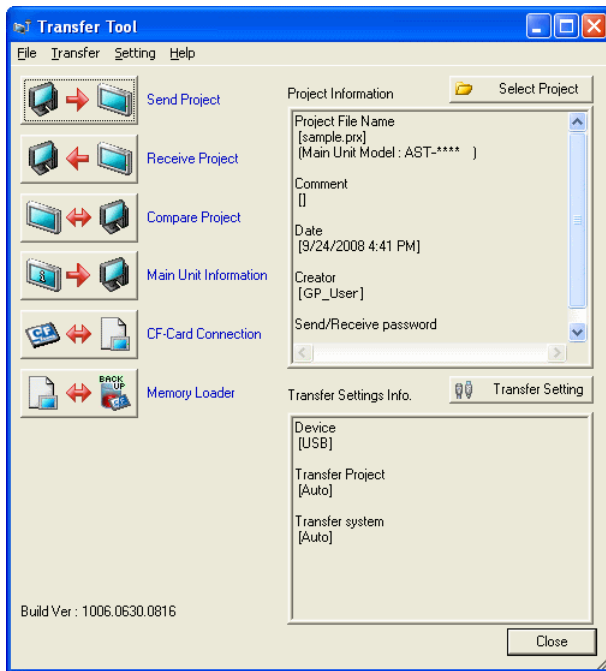 Transfer Tool
File Transfer Setting Help
Send Project
Receive Project
Compare Project
Main Unit Information
CF-Card Connection
BACK
UP
CF
CF
Memory Loader
Project Information
Select Project
Project File Name
[sample.prx]
(Main Unit Model : AST-**** )
Comment
[]
Date
[9/24/2008 4:41 PM]
Creator
[GP_User]
Send/Receive password
Transfer Settings Info.
Transfer Setting
Device
[USB]
Transfer Project
[Auto]
Transfer system
[Auto]
Build Ver : 1006.0630.0816
Close